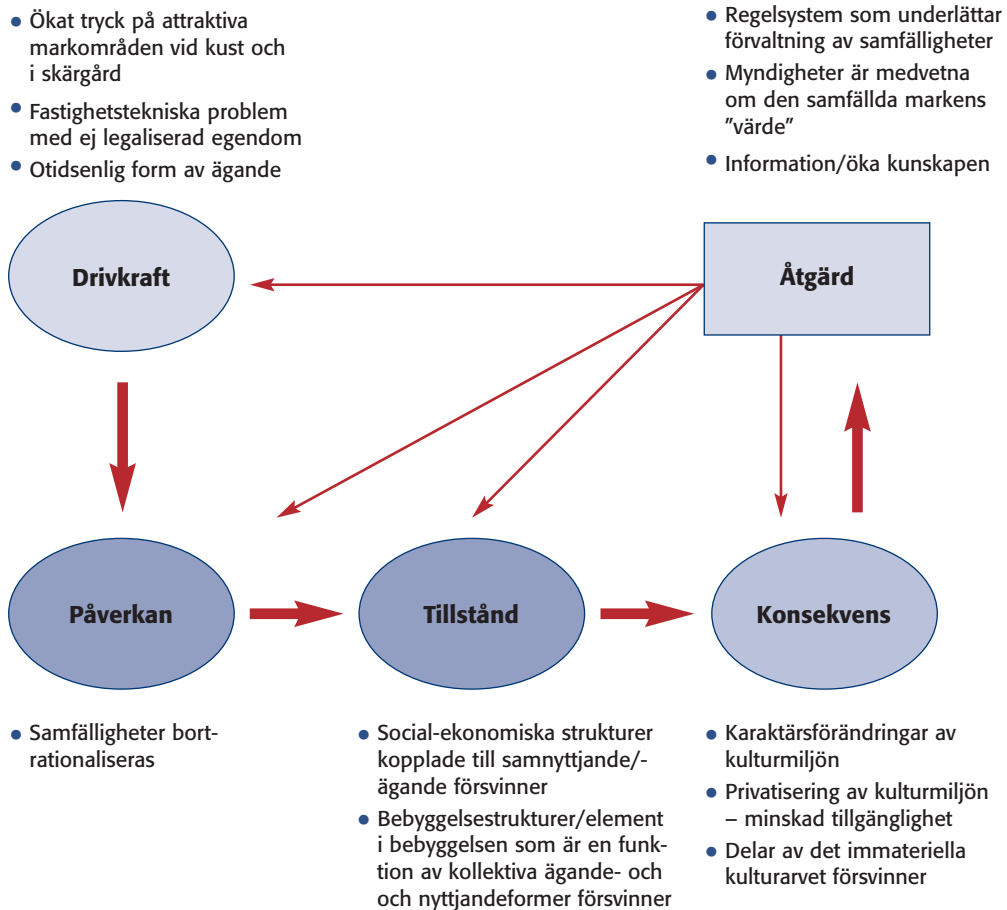 • Ökat tryck på attraktiva
markområden vid kust och
i skärgård
• Fastighetstekniska problem
med ej legaliserad egendom
• Otidsenlig form av ägande
• Regelsystem som underlättar
förvaltning av samfälligheter
• Myndigheter är medvetna
om den samfällda markens
”värde”
• Information/öka kunskapen
Drivkraft
Åtgärd
Påverkan
Tillstånd
Konsekvens
• Samfälligheter bort-
rationaliseras
• Social-ekonomiska strukturer
kopplade till samnyttjande/-
ägande försvinner
• Bebyggelsestrukturer/element
i bebyggelsen som är en funk-
tion av kollektiva ägande- och
och nyttjandeformer försvinner
• Karaktärsförändringar av
kulturmiljön
• Privatisering av kulturmiljön
– minskad tillgänglighet
• Delar av det immateriella
kulturarvet försvinner